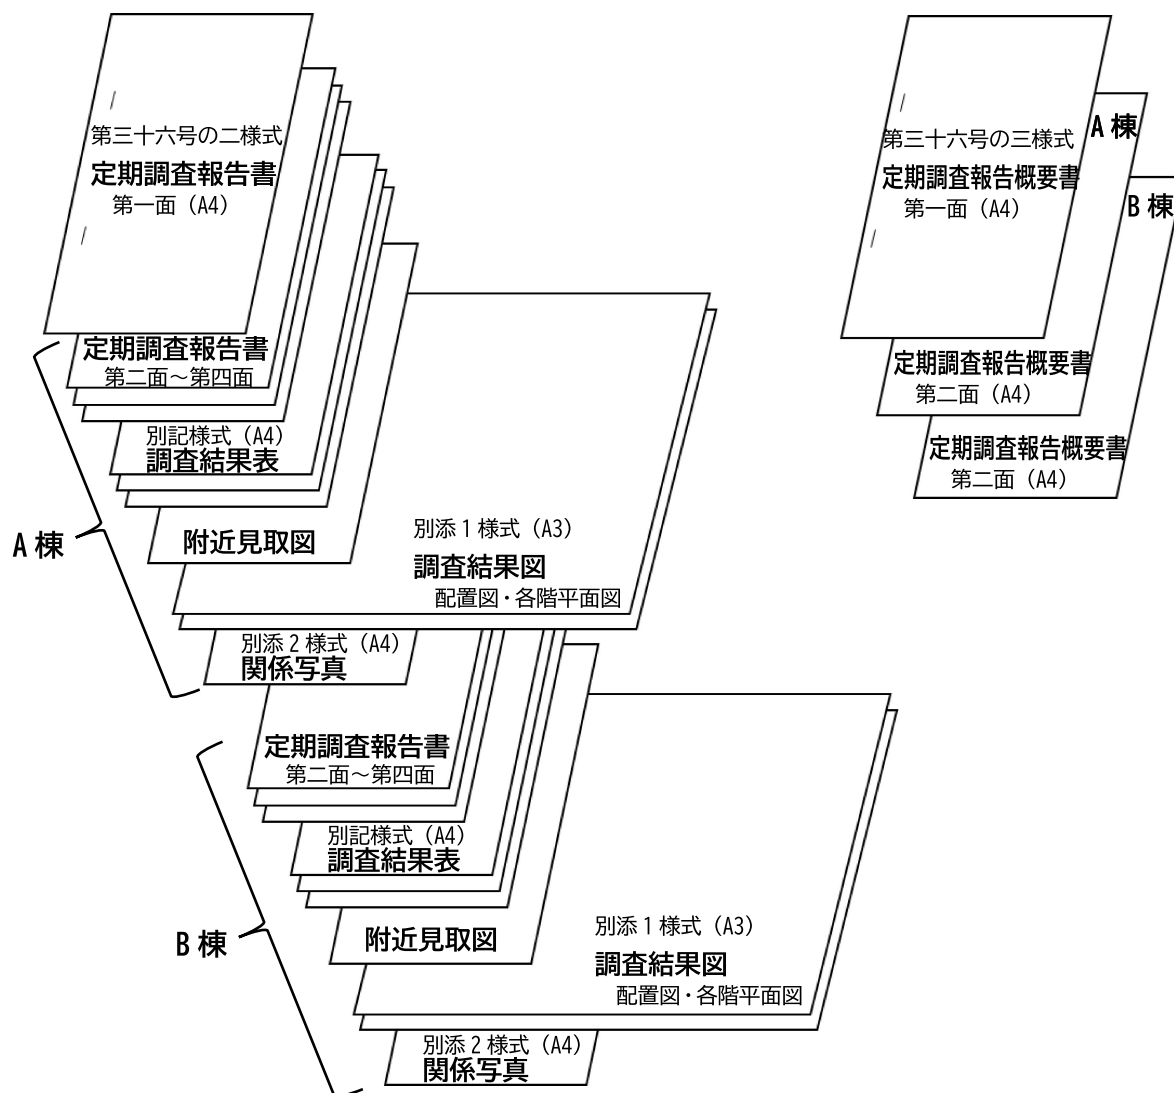 第三十六号の二様式
定期調査報告書
第一面（A4）
定期調査報告書
第二面～第四面
別記様式（A4）
調査結果表
附近見取図
別添1様式（A3）
調査結果図
配置図・各階平面図
別添2様式（A4）
関係写真
A棟
定期調査報告書
第二面～第四面
別記様式（A4）
調査結果表
附近見取図
別添1様式（A3）
調査結果図
配置図・各階平面図
別添2様式（A4）
関係写真
B棟
第三十六号の三様式
定期調査報告概要書
第一面（A4）
A棟
定期調査報告概要書
第二面（A4）
B棟
定期調査報告概要書
第二面（A4）